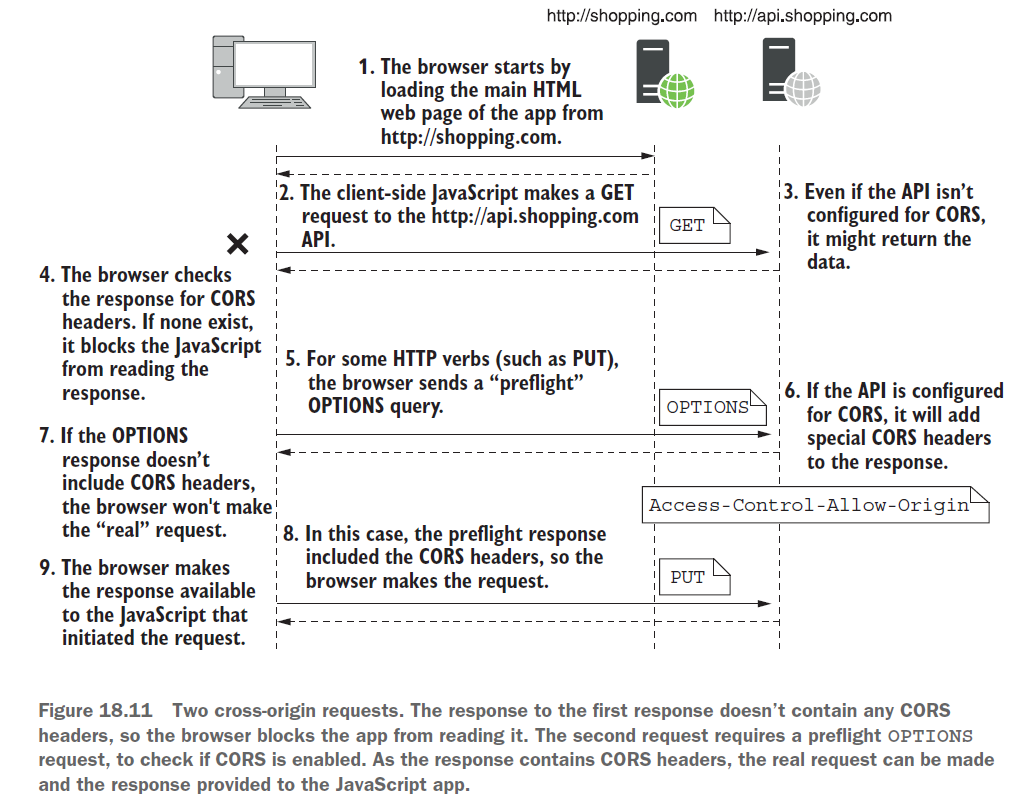 http://shopping.com http://api.shopping.com
1. The browser starts by
loading the main HTML
web page of the app from
http://shopping.com.
2. The client-side JavaScript makes a GET
request to the http://api.shopping.com
API.
GET
3. Even if the API isn't
configured for CORS,
it might return the
data.
4. The browser checks
the response for CORS
headers. If none exist,
it blocks the JavaScript
from reading the
response.
5. For some HTTP verbs (such as PUT),
the browser sends a “preflight”
OPTIONS query.
OPTIONS
6. If the API is configured
for CORS, it will add
special CORS headers
to the response.
Access-Control-Allow-Origin
7. If the OPTIONS
response doesn't
include CORS headers,
the browser won't make
the “real” request.
8. In this case, the preflight response
included the CORS headers, so the
browser makes the request.
PUT
9. The browser makes
the response available
to the JavaScript that
initiated the request.
Figure 18.11 Two cross-origin requests. The response to the first response doesn't contain any CORS
headers, so the browser blocks the app from reading it. The second request requires a preflight OPTIONS
request, to check if CORS is enabled. As the response contains CORS headers, the real request can be made
and the response provided to the JavaScript app.